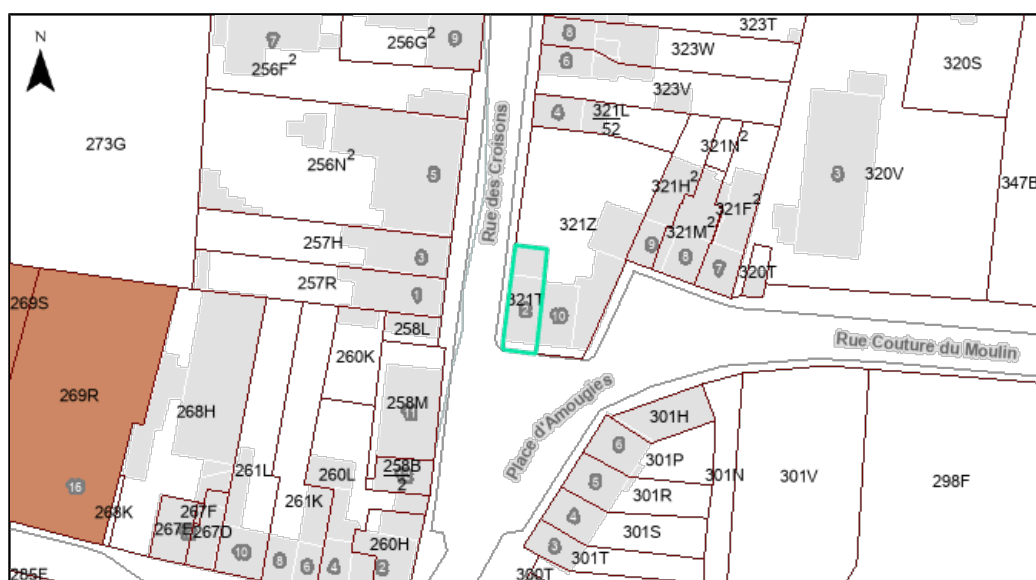 N
7
256F²
256G²
9
8
6
323T
323W
323V
320S
4
321L
52
273G
256N²
5
Rue des Croisons
321N²
321H²
321F²
321M²
3
320V
347B
321Z
9
8
7
320T
257H
3
257R
1
258L
321T
2
10
Rue Couture du Moulin
Place d'Amougies
269S
269R
16
268H
260K
258M
11
258B
2
261L
260L
261K
268K
267F
267E
267D
10
8
6
4
260H
2
301H
6
301P
5
301R
4
301S
3
301T
300T
301N
301V
298F
285F